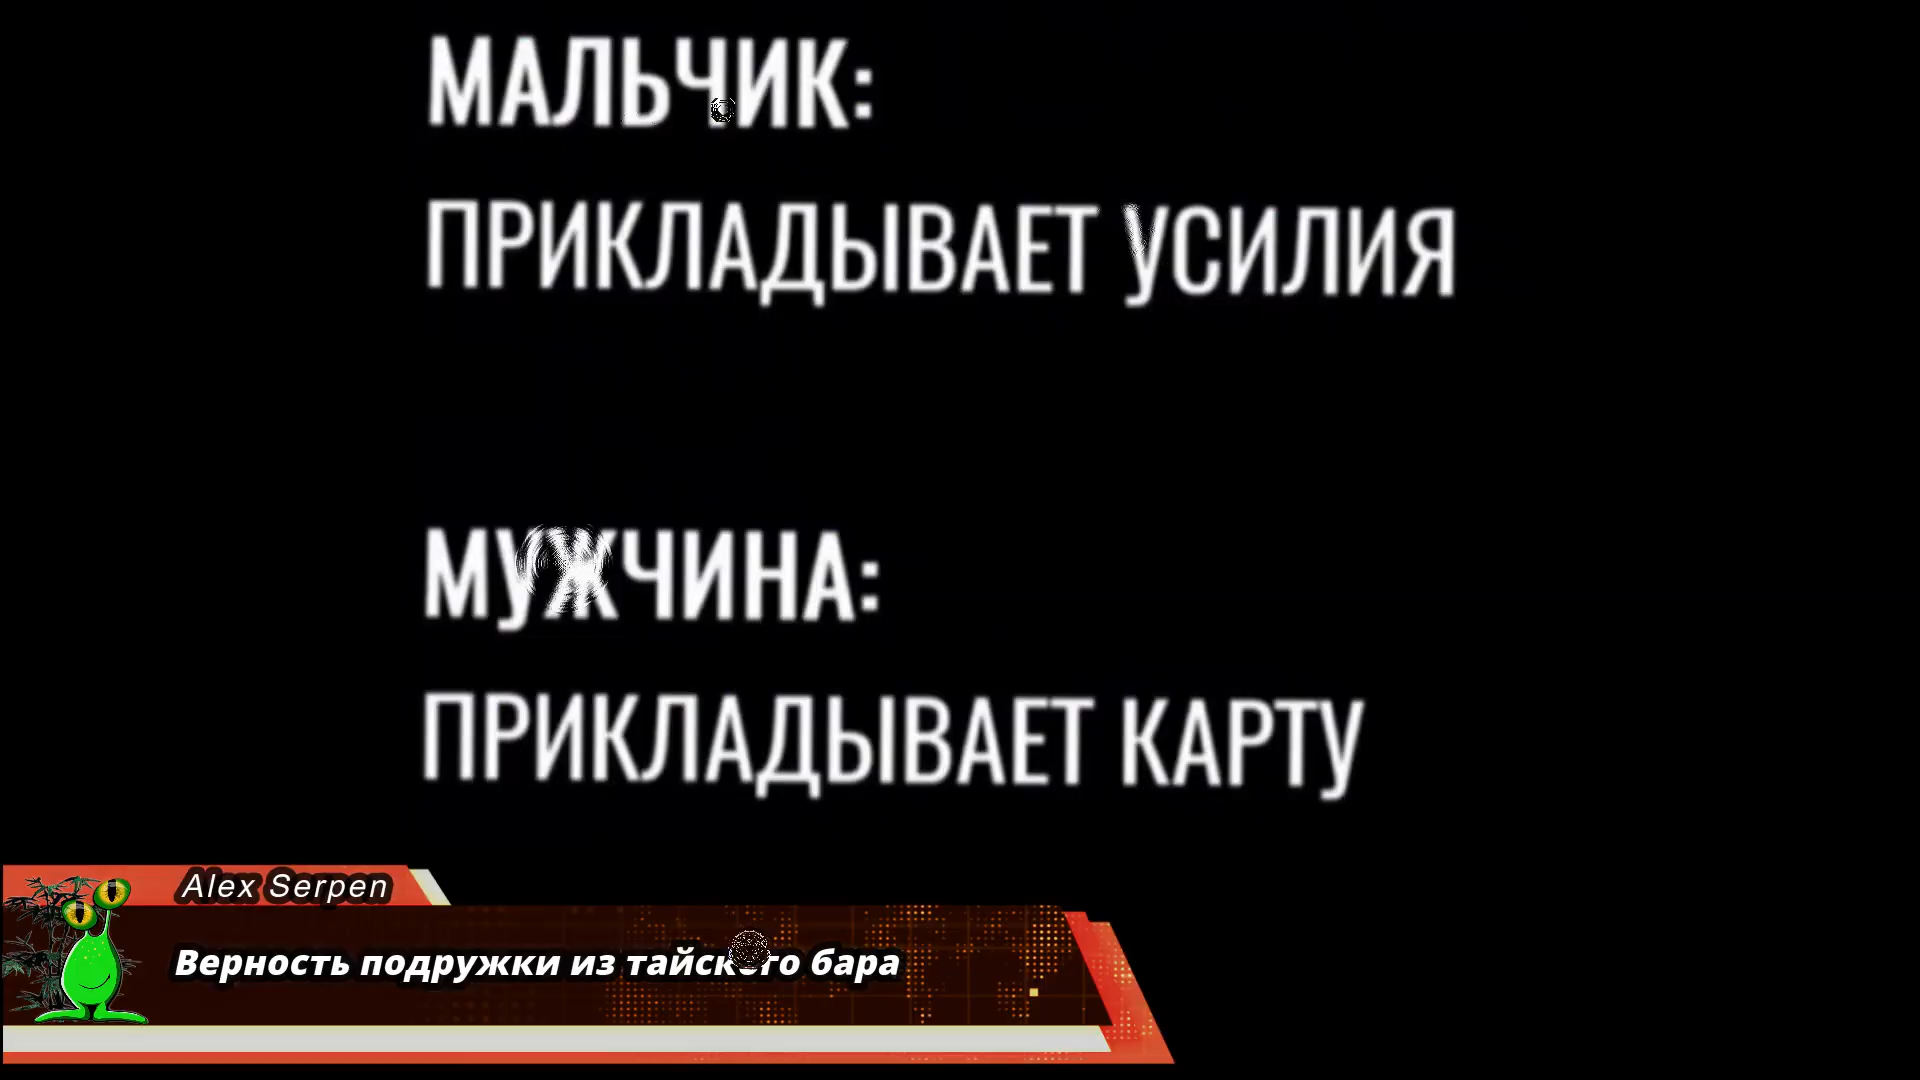 МАЛЬЧИК:
ПРИКЛАДЫВАЕТ УСИЛИЯ
МУЖЧИНА:
ПРИКЛАДЫВАЕТ КАРТУ
Alex Serpen
Верность подружки из тайского бара